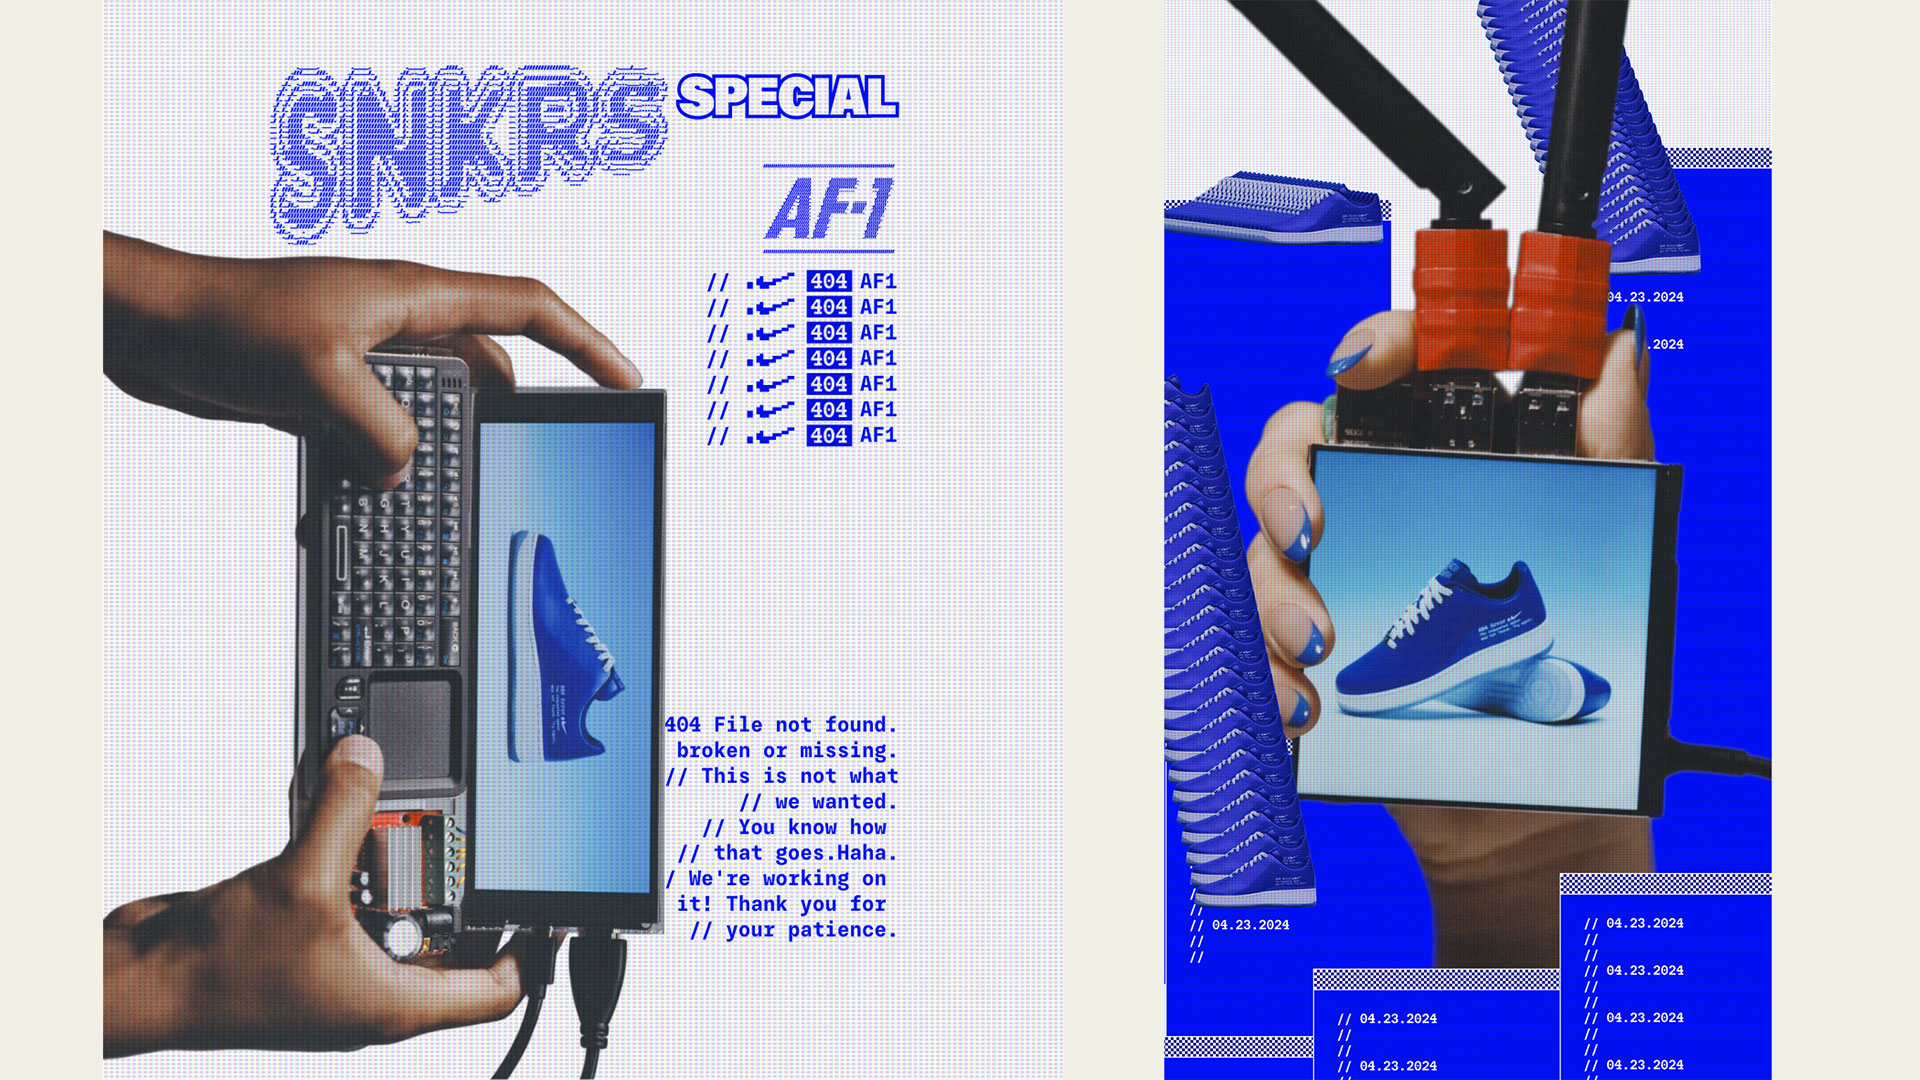 SNKRS
SPECIAL
AF-1
// 404 AF1
// 404 AF1
// 404 AF1
// 404 AF1
// 404 AF1
// 404 AF1
// 404 AF1
404 File not found.
broken or missing.
// This is not what
// we wanted.
// You know how
// that goes.Haha.
/ We're working on
it! Thank you for
// your patience.
04.23.2024
.2024
404 Error
//
// 04.23.2024
//
//
// 04.23.2024
//
//
// 04.23.2024
// 04.23.2024
//
//
// 04.23.2024
//
//
// 04.23.2024
//
//
// 04.23.2024